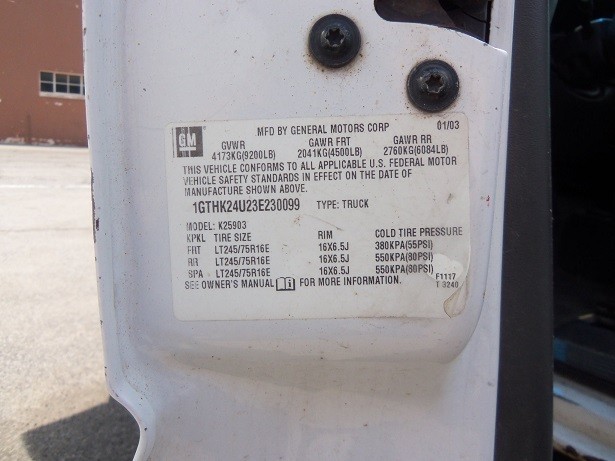 MFD BY GENERAL MOTORS CORP 01/03
GM
GVWR GAWR FRT GAWR RR
4173KG(9200LB) 2041KG(4500LB) 2760KG(6084LB)
THIS VEHICLE CONFORMS TO ALL APPLICABLE U.S. FEDERAL MOTOR
VEHICLE SAFETY STANDARDS IN EFFECT ON THE DATE OF
MANUFACTURE SHOWN ABOVE.
1GTHK24U23E230099 TYPE: TRUCK
MODEL: K25903
KPKL TIRE SIZE RIM COLD TIRE PRESSURE
FRT LT245/75R16E 16X6.5J 380KPA(55PSI)
RR LT245/75R16E 16X6.5J 550KPA(80PSI)
SPA LT245/75R16E 16X6.5J 550KPA(80PSI)
SEE OWNER'S MANUAL FOR MORE INFORMATION.
F1117
T 3240